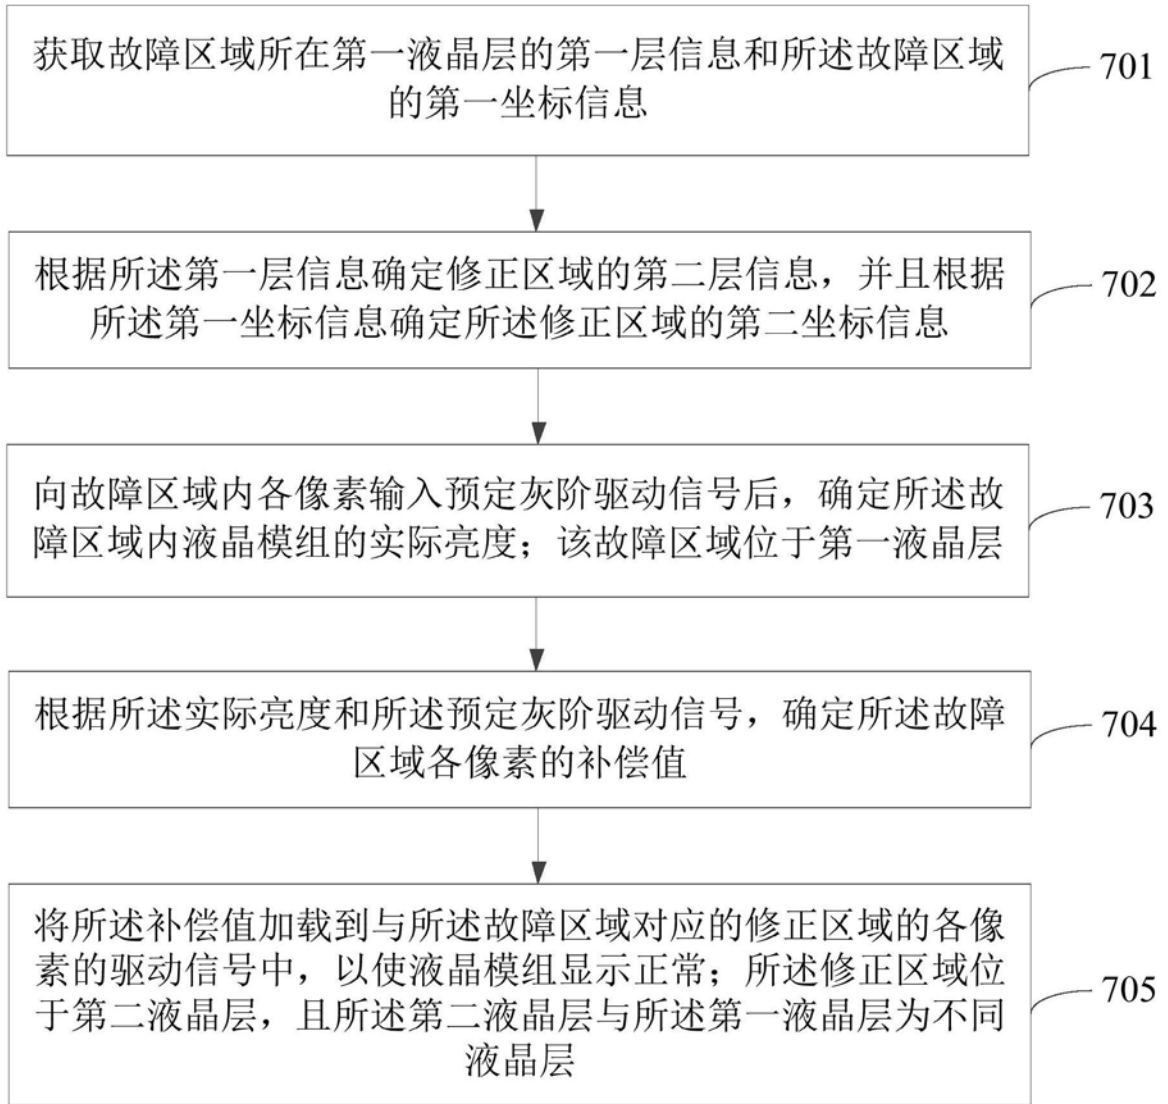 获取故障区域所在第一液晶层的第一层信息和所述故障区域
的第一坐标信息
701
根据所述第一层信息确定修正区域的第二层信息，并且根据
所述第一坐标信息确定所述修正区域的第二坐标信息
702
向故障区域内各像素输入预定灰阶驱动信号后，确定所述故
障区域内液晶模组的实际亮度；该故障区域位于第一液晶层
703
根据所述实际亮度和所述预定灰阶驱动信号，确定所述故障
区域各像素的补偿值
704
将所述补偿值加载到与所述故障区域对应的修正区域的各像
素的驱动信号中，以使液晶模组显示正常；所述修正区域位
于第二液晶层，且所述第二液晶层与所述第一液晶层为不同
液晶层
705